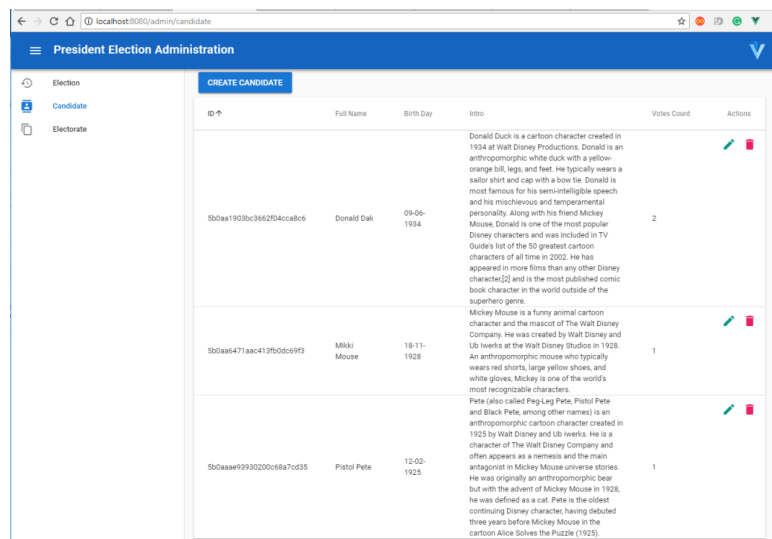 localhost:8080/admin/candidate
President Election Administration
Election
Candidate
Electorate
CREATE CANDIDATE
ID Full Name Birth Day Intro Votes Count Actions
5b0aa1903bc3662f04cca8c6
Donald Dak
09-06-
1934
Donald Duck is a cartoon character created in
1934 at Walt Disney Productions. Donald is an
anthropomorphic white duck with a yellow-
orange bill, legs, and feet. He typically wears a
sailor shirt and cap with a bow tie. Donald is
most famous for his semi-intelligible speech
and his mischievous and temperamental
personality. Along with his friend Mickey
Mouse, Donald is one of the most popular
Disney characters and was included in TV
Guide's list of the 50 greatest cartoon
characters of all time in 2002. He has
appeared in more films than any other Disney
character,[2] and is the most published comic
book character in the world outside of the
superhero genre.
2
5b0aa6471aac413fb0dc69f3
Mikki
Mouse
18-11-
1928
Mickey Mouse is a funny animal cartoon
character and the mascot of The Walt Disney
Company. He was created by Walt Disney and
Ub Iwerks at the Walt Disney Studios in 1928.
An anthropomorphic mouse who typically
wears red shorts, large yellow shoes, and
white gloves, Mickey is one of the world's
most recognizable characters.
1
5b0aaae93930200c68a7cd35
Pistol Pete
12-02-
1925
Pete (also called Peg-Leg Pete, Pistol Pete
and Black Pete, among other names) is an
anthropomorphic cartoon character created in
1925 by Walt Disney and Ub Iwerks. He is a
character of The Walt Disney Company and
often appears as a nemesis and the main
antagonist in Mickey Mouse universe stories.
He was originally an anthropomorphic bear
but with the advent of Mickey Mouse in 1928,
he was defined as a cat. Pete is the oldest
continuing Disney character, having debuted
three years before Mickey Mouse in the
cartoon Alice Solves the Puzzle (1925).
1